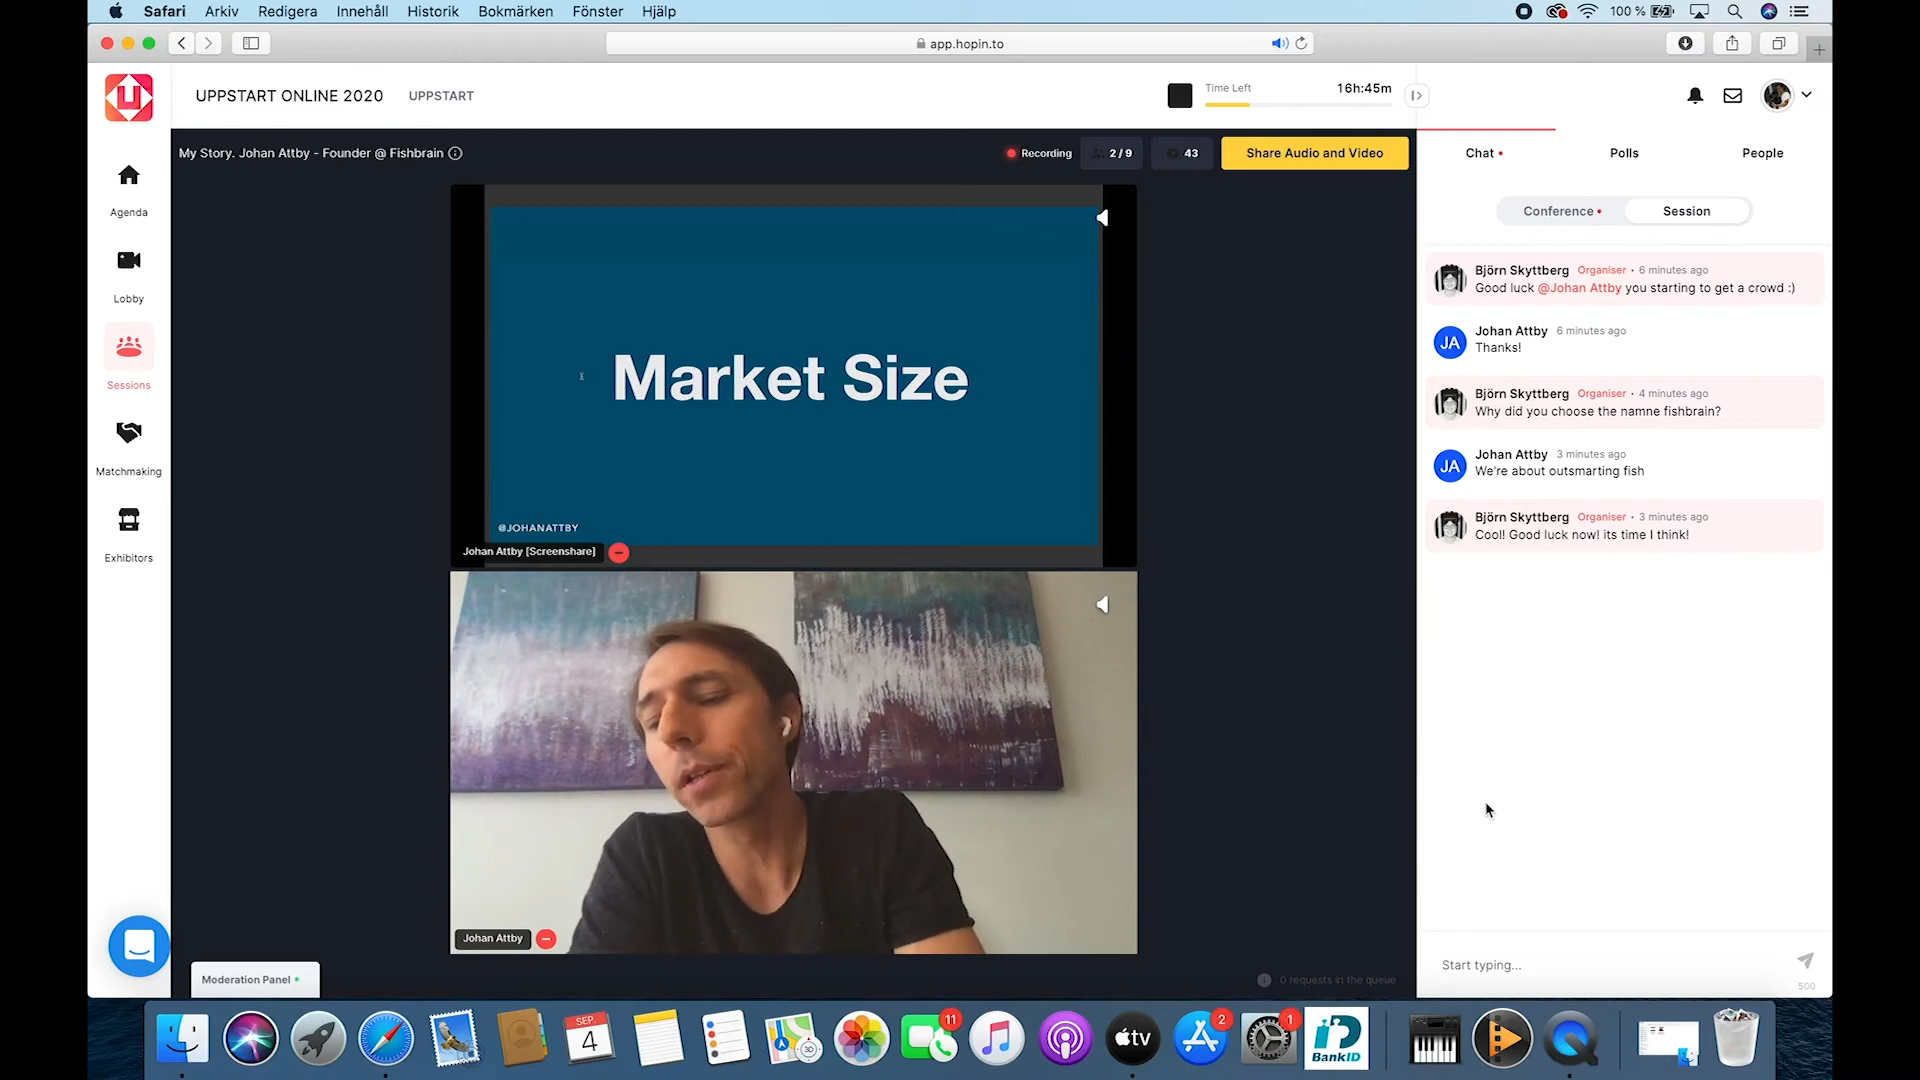 Safari Arkiv Redigera Innehåll Historik Bokmärken Fönster Hjälp
100 %
app.hopin.to
UPPSTART ONLINE 2020 UPPSTART
Time Left 16h:45m
My Story. Johan Attby - Founder @ Fishbrain
Recording 2 / 9 43 Share Audio and Video
Agenda
Lobby
Sessions
Matchmaking
Exhibitors
Market Size
@JOHANATTBY
Johan Attby [Screenshare]
Johan Attby
Moderation Panel
0 requests in the queue
Chat Polls People
Conference Session
Björn Skyttberg Organiser • 6 minutes ago
Good luck @Johan Attby you starting to get a crowd :)
JA
Johan Attby 6 minutes ago
Thanks!
Björn Skyttberg Organiser • 4 minutes ago
Why did you choose the namne fishbrain?
JA
Johan Attby 3 minutes ago
We're about outsmarting fish
Björn Skyttberg Organiser • 3 minutes ago
Cool! Good luck now! its time I think!
Start typing...
500
SEP.
4
11
tv
2
1
BankID